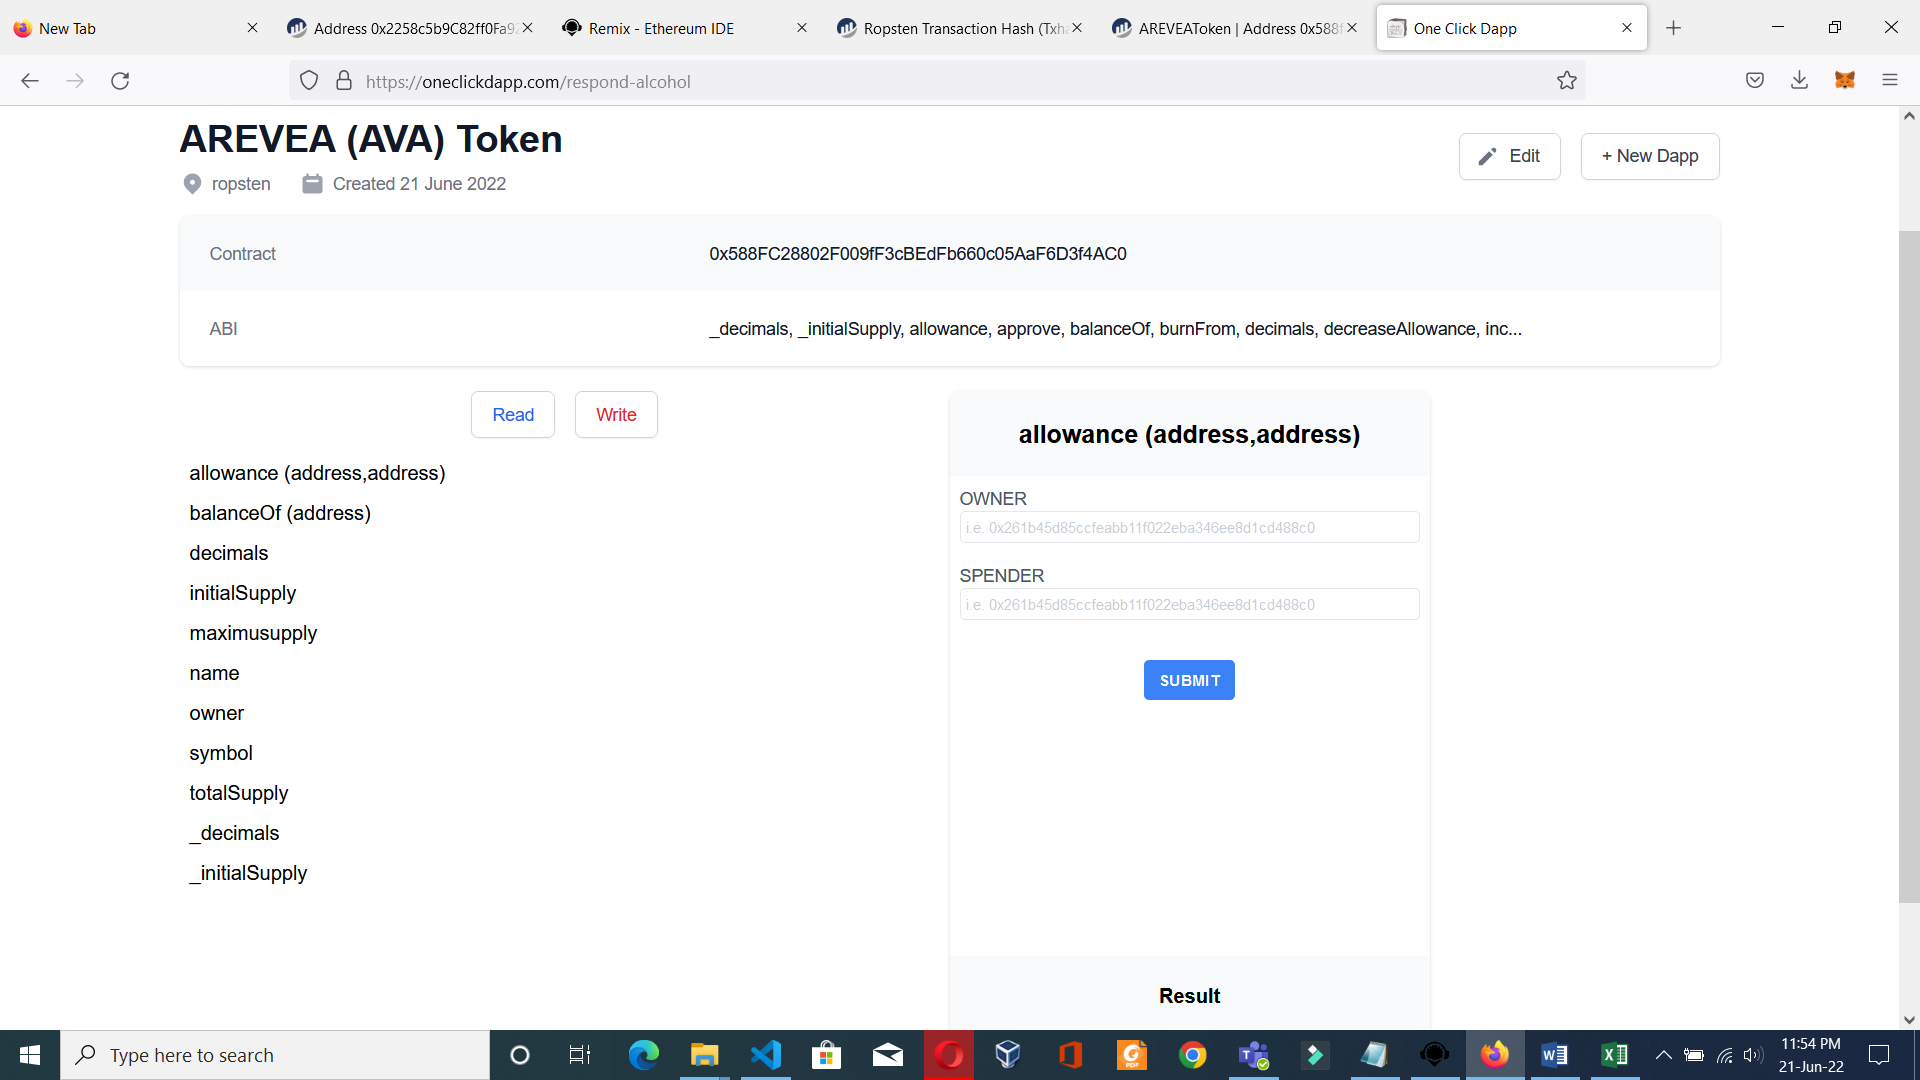 New Tab
Address 0x2258c5b9C82ff0Fa92
Remix - Ethereum IDE
Ropsten Transaction Hash (Txha
AREVEAToken | Address 0x588f
One Click Dapp
https://oneclickdapp.com/respond-alcohol
AREVEA (AVA) Token
Edit
+ New Dapp
ropsten
Created 21 June 2022
Contract
0x588FC28802F009fF3cBEdFb660c05AaF6D3f4AC0
ABI
_decimals, _initialSupply, allowance, approve, balanceOf, burnFrom, decimals, decreaseAllowance, inc...
Read
Write
allowance (address,address)
balanceOf (address)
decimals
initialSupply
maximusupply
name
owner
symbol
totalSupply
_decimals
_initialSupply
allowance (address,address)
OWNER
i.e. 0x261b45d85ccfeabb11f022eba346ee8d1cd488c0
SPENDER
i.e. 0x261b45d85ccfeabb11f022eba346ee8d1cd488c0
SUBMIT
Result
Type here to search
11:54 PM
21-Jun-22